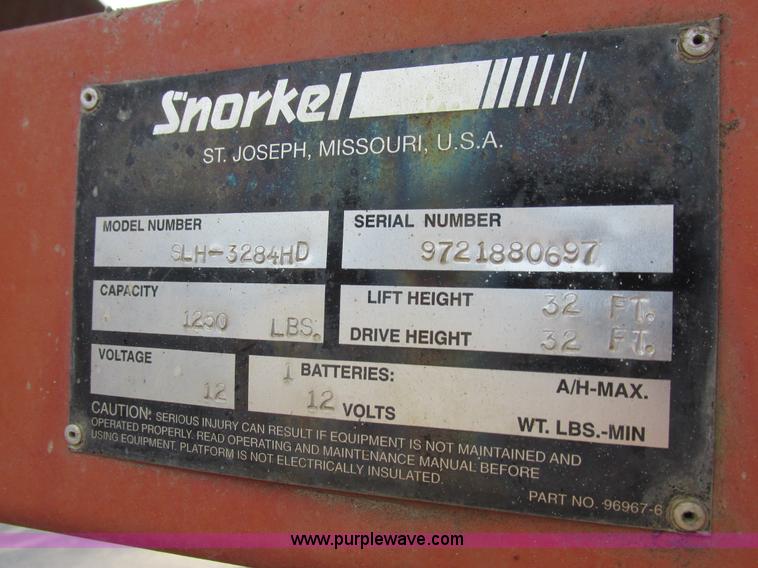 Snorkel
ST. JOSEPH, MISSOURI, U.S.A.
MODEL NUMBER
SLH-3284HD
SERIAL NUMBER
9721880697
CAPACITY
1250 LBS.
LIFT HEIGHT 32 FT.
DRIVE HEIGHT 32 FT.
VOLTAGE
12
1 BATTERIES:
12 VOLTS
A/H-MAX.
WT. LBS.-MIN
CAUTION: SERIOUS INJURY CAN RESULT IF EQUIPMENT IS NOT MAINTAINED AND
OPERATED PROPERLY. READ OPERATING AND MAINTENANCE MANUAL BEFORE
USING EQUIPMENT. PLATFORM IS NOT ELECTRICALLY INSULATED.
PART NO. 96967-6
www.purplewave.com